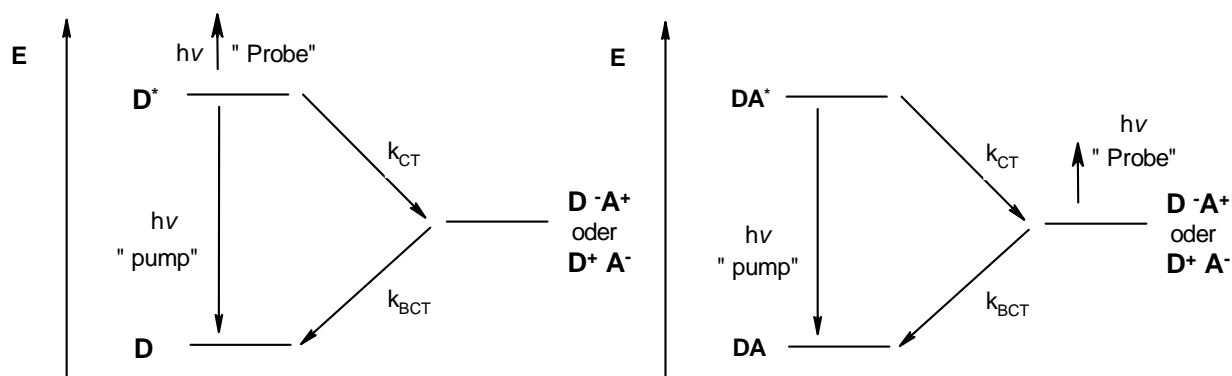 E
hν " Probe"
D*
k_CT
hν
" pump"
D ⁻A⁺
oder
D⁺ A⁻
k_BCT
D
E
DA*
hν
" Probe"
k_CT
hν
" pump"
D ⁻A⁺
oder
D⁺ A⁻
k_BCT
DA